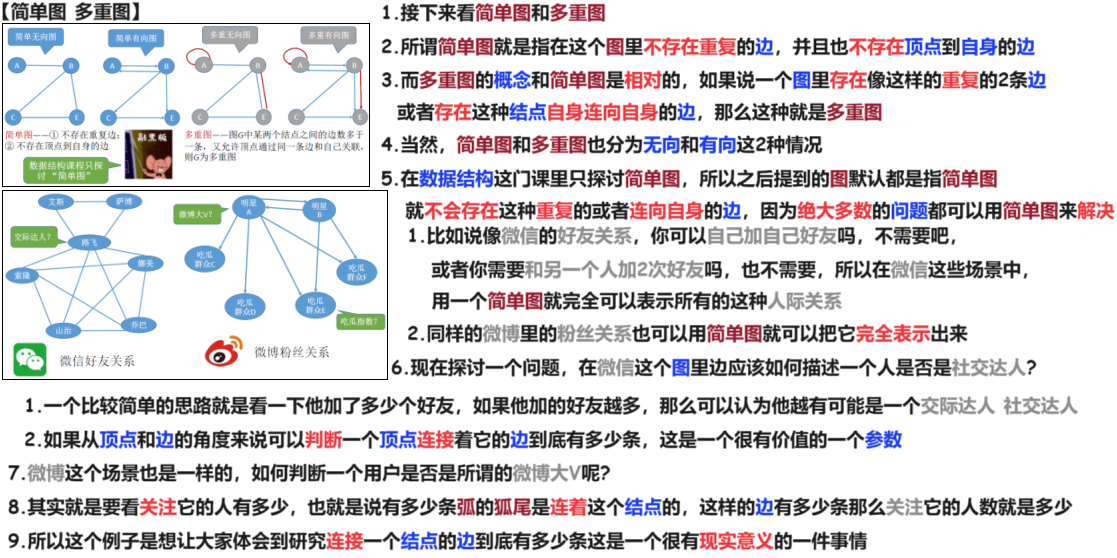 【简单图 多重图】
简单无向图
简单有向图
多重无向图
多重有向图
A
B
C
E
A
B
C
E
A
B
C
E
A
B
C
E
简单图——① 不存在重复边;
② 不存在顶点到自身的边
数据结构课程只探
讨“简单图”
敲黑板
多重图——图G中某两个结点之间的边数多于
一条，又允许顶点通过同一条边和自己关联，
则G为多重图
艾斯
萨博
交际达人?
路飞
索隆
娜美
山治
乔巴
微信好友关系
微博大V?
明星
A
明星
B
吃瓜
群众C
吃瓜
群众F
吃瓜
群众D
吃瓜
群众E
吃瓜指数?
微博粉丝关系
1.接下来看简单图和多重图
2.所谓简单图就是指在这个图里不存在重复的边，并且也不存在顶点到自身的边
3.而多重图的概念和简单图是相对的，如果说一个图里存在像这样的重复的2条边
或者存在这种结点自身连向自身的边，那么这种就是多重图
4.当然，简单图和多重图也分为无向和有向这2种情况
5.在数据结构这门课里只探讨简单图，所以之后提到的图默认都是指简单图
就不会存在这种重复的或者连向自身的边，因为绝大多数的问题都可以用简单图来解决
1.比如说像微信的好友关系，你可以自己加自己好友吗，不需要吧，
或者你需要和另一个人加2次好友吗，也不需要，所以在微信这些场景中，
用一个简单图就完全可以表示所有的这种人际关系
2.同样的微博里的粉丝关系也可以用简单图就可以把它完全表示出来
6.现在探讨一个问题，在微信这个图里边应该如何描述一个人是否是社交达人?
1.一个比较简单的思路就是看一下他加了多少个好友，如果他加的好友越多，那么可以认为他越有可能是一个交际达人 社交达人
2.如果从顶点和边的角度来说可以判断一个顶点连接着它的边到底有多少条，这是一个很有价值的一个参数
7.微博这个场景也是一样的，如何判断一个用户是否是所谓的微博大V呢?
8.其实就是要看关注它的人有多少，也就是说有多少条弧的狐尾是连着这个结点的，这样的边有多少条那么关注它的人数就是多少
9.所以这个例子是想让大家体会到研究连接一个结点的边到底有多少条这是一个很有现实意义的一件事情